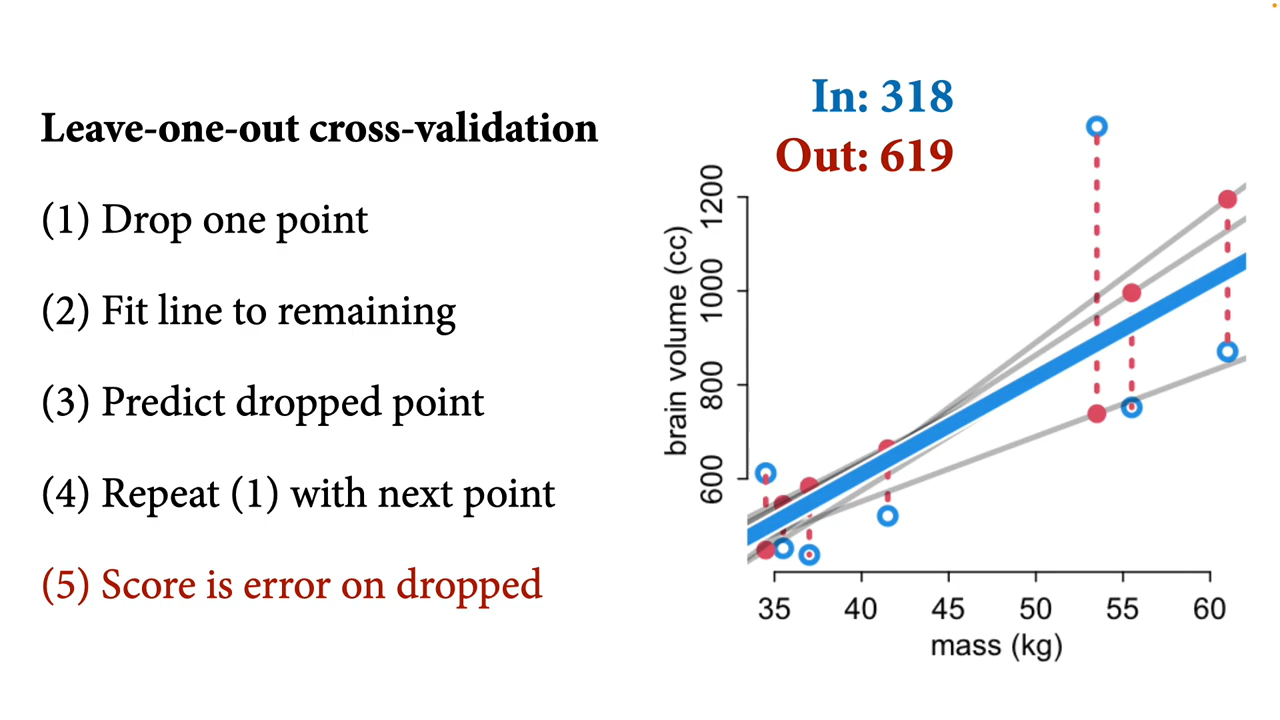 Leave-one-out cross-validation
(1) Drop one point
(2) Fit line to remaining
(3) Predict dropped point
(4) Repeat (1) with next point
(5) Score is error on dropped
In: 318
Out: 619
brain volume (cc)
1200
1000
800
600
35 40 45 50 55 60
mass (kg)